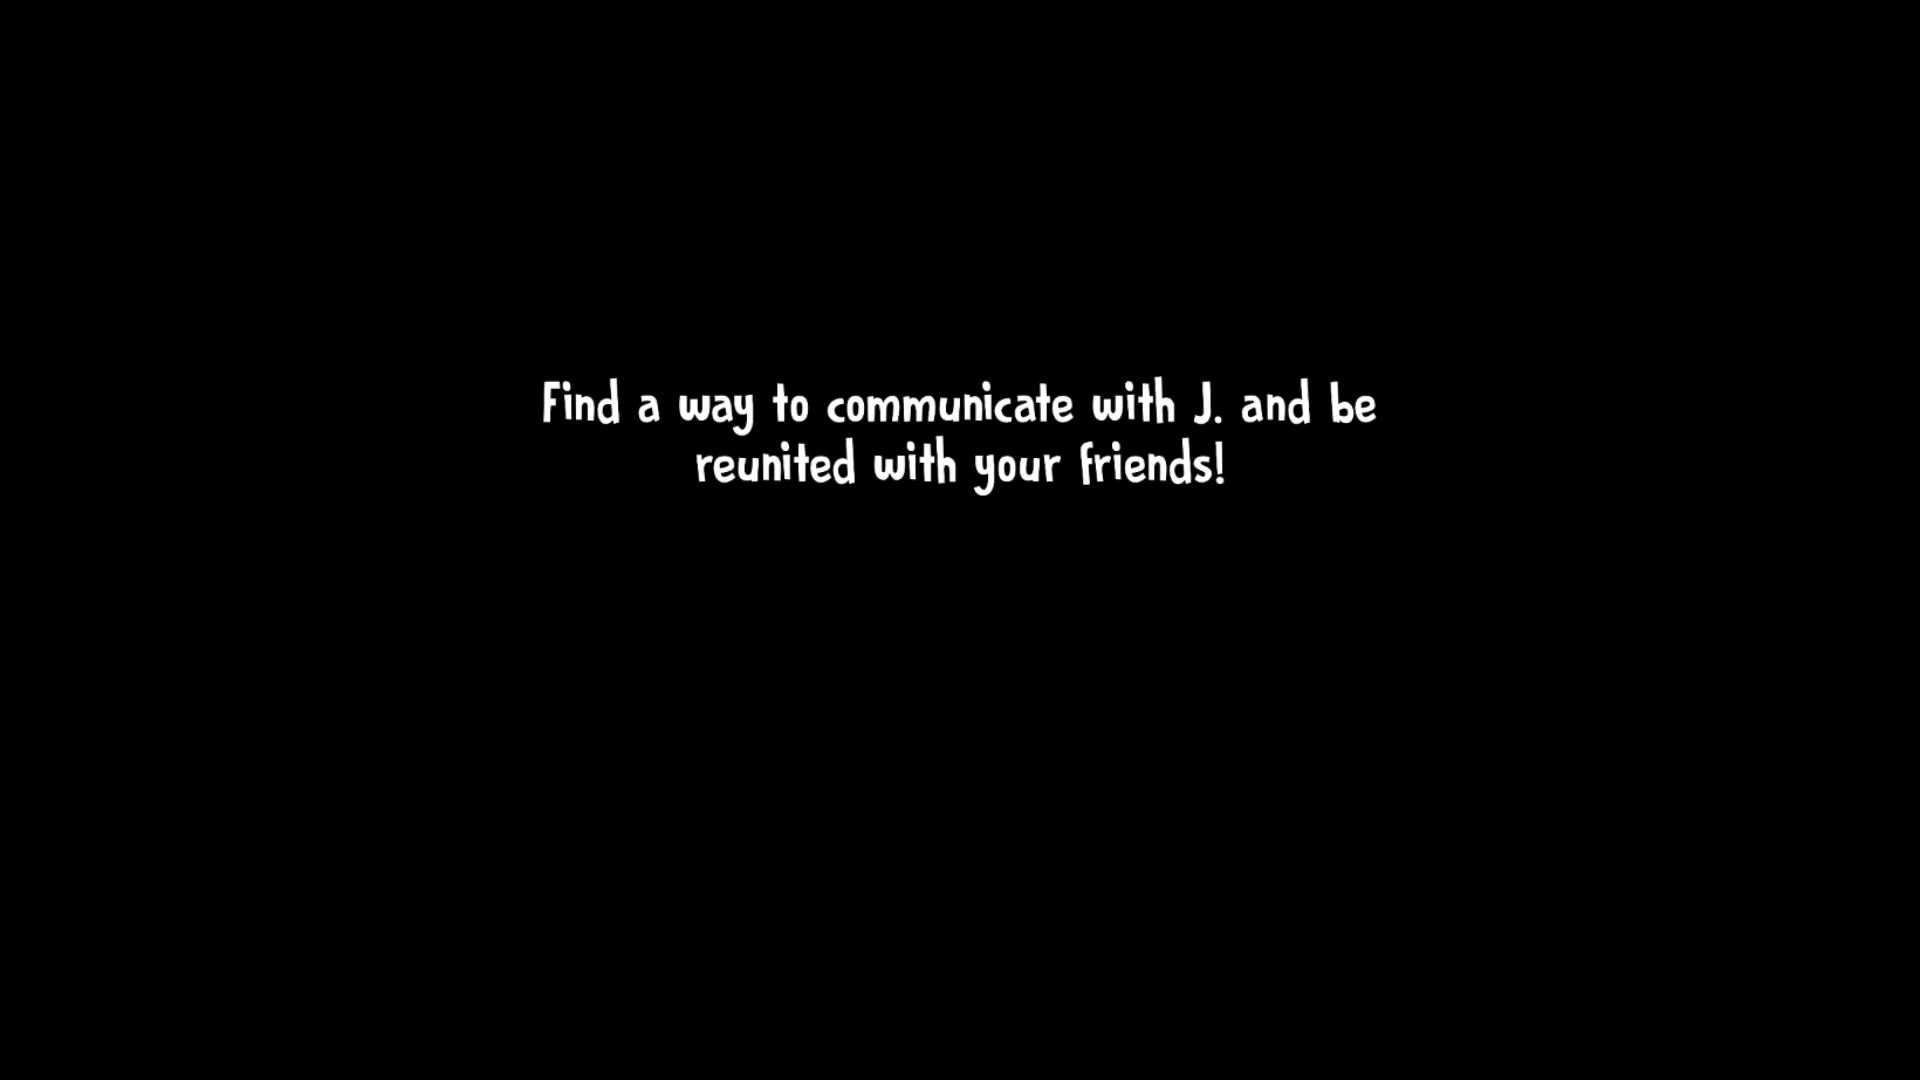 Find a way to communicate with J. and be
reunited with your friends!